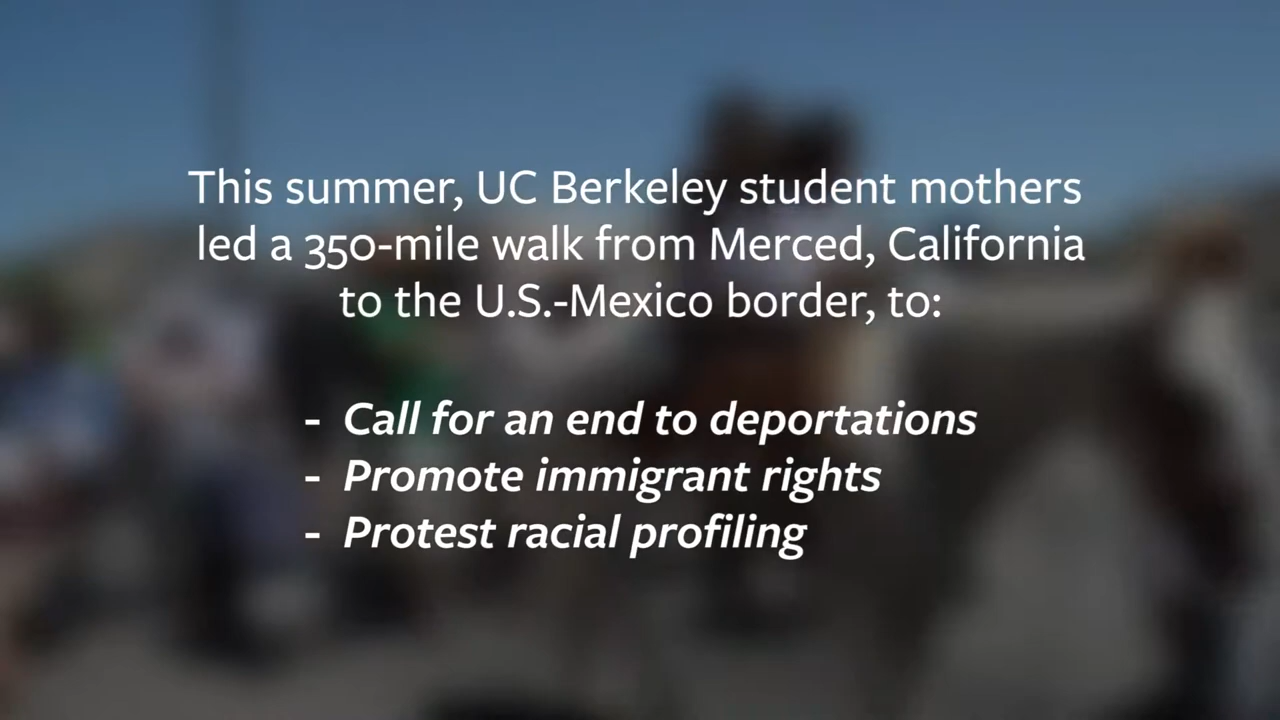 This summer, UC Berkeley student mothers
led a 350-mile walk from Merced, California
to the U.S.-Mexico border, to:
- Call for an end to deportations
- Promote immigrant rights
- Protest racial profiling